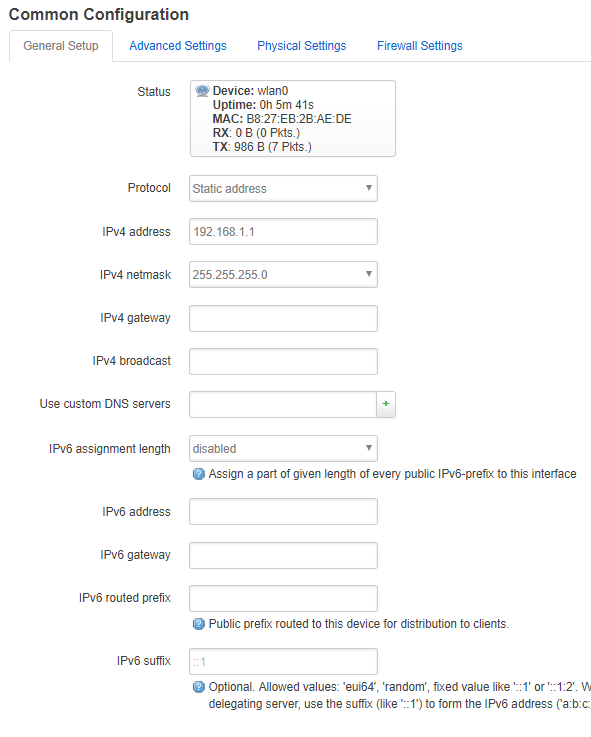 Common Configuration
General Setup Advanced Settings Physical Settings Firewall Settings
Status
Device: wlan0
Uptime: 0h 5m 41s
MAC: B8:27:EB:2B:AE:DE
RX: 0 B (0 Pkts.)
TX: 986 B (7 Pkts.)
Protocol Static address
IPv4 address 192.168.1.1
IPv4 netmask 255.255.255.0
IPv4 gateway
IPv4 broadcast
Use custom DNS servers +
IPv6 assignment length disabled
Assign a part of given length of every public IPv6-prefix to this interface
IPv6 address
IPv6 gateway
IPv6 routed prefix
Public prefix routed to this device for distribution to clients.
IPv6 suffix ::1
Optional. Allowed values: 'eui64', 'random', fixed value like '::1' or '::1:2'. W
delegating server, use the suffix (like '::1') to form the IPv6 address ('a:b:c: